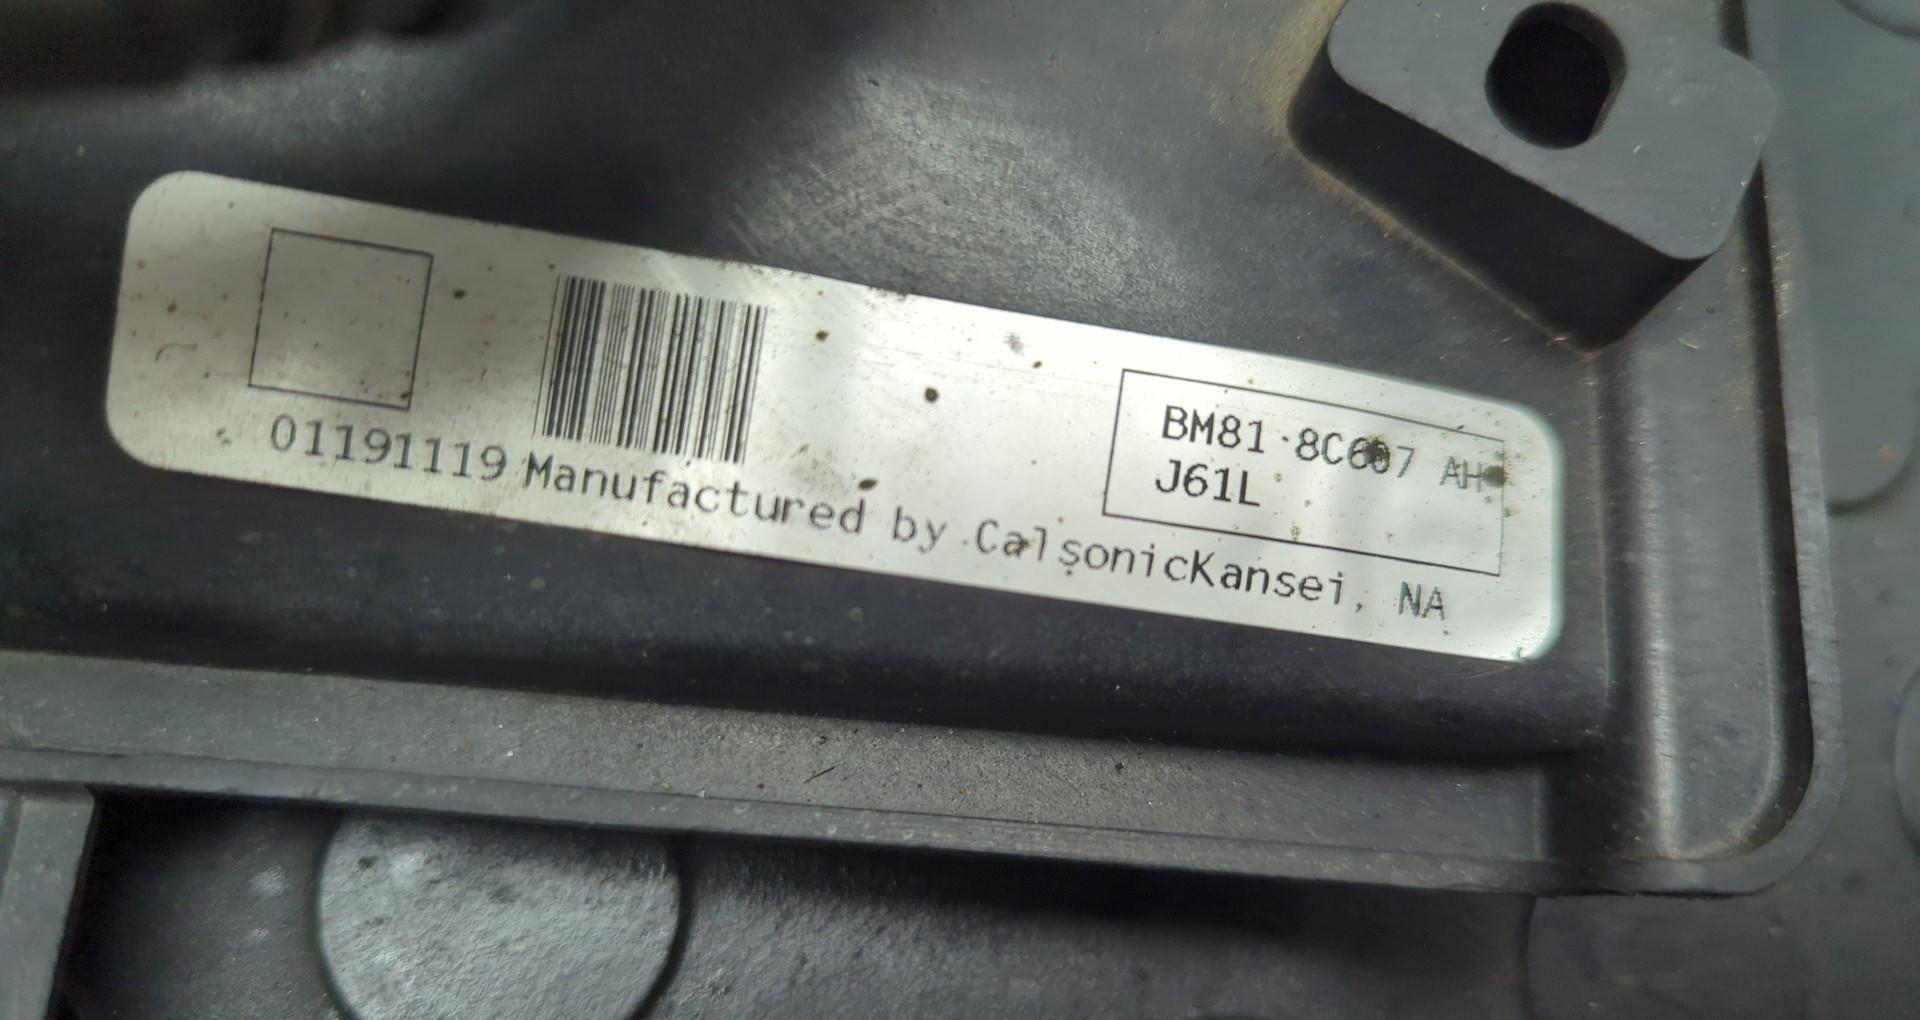 BM81 8C607 AH
J61L
01191119 Manufactured by CalsonicKansei, NA